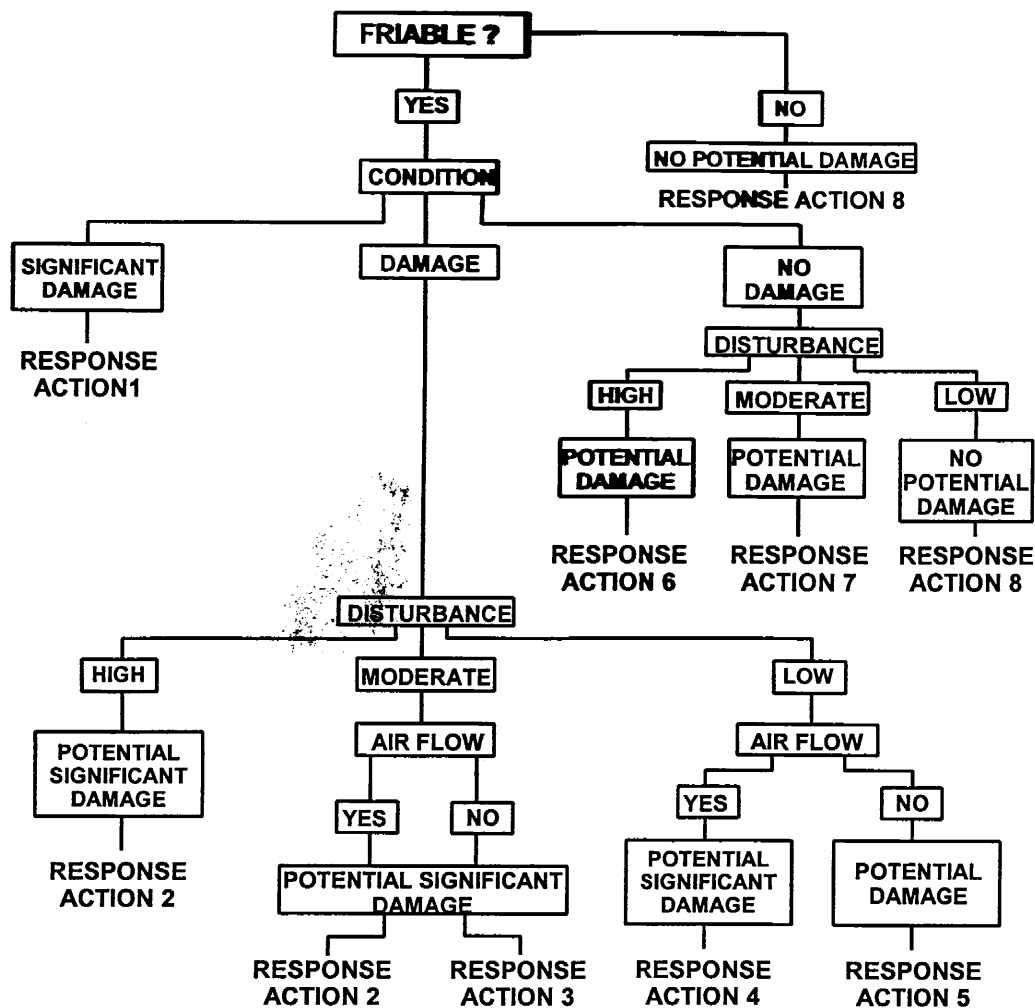 FRIABLE ?
YES
NO
NO POTENTIAL DAMAGE
RESPONSE ACTION 8
CONDITION
SIGNIFICANT
DAMAGE
RESPONSE
ACTION1
DAMAGE
NO
DAMAGE
DISTURBANCE
HIGH
MODERATE
LOW
POTENTIAL
DAMAGE
POTENTIAL
DAMAGE
NO
POTENTIAL
DAMAGE
RESPONSE
ACTION 6
RESPONSE
ACTION 7
RESPONSE
ACTION 8
DISTURBANCE
HIGH
MODERATE
LOW
POTENTIAL
SIGNIFICANT
DAMAGE
RESPONSE
ACTION 2
AIR FLOW
YES
NO
POTENTIAL SIGNIFICANT
DAMAGE
RESPONSE
ACTION 2
RESPONSE
ACTION 3
AIR FLOW
YES
NO
POTENTIAL
SIGNIFICANT
DAMAGE
POTENTIAL
DAMAGE
RESPONSE
ACTION 4
RESPONSE
ACTION 5